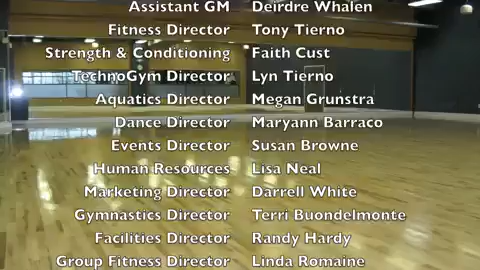 Assistant GM Deirdre Whalen
Fitness Director Tony Tierno
Strength & Conditioning Faith Cust
TechnoGym Director Lyn Tierno
Aquatics Director Megan Grunstra
Dance Director Maryann Barraco
Events Director Susan Browne
Human Resources Lisa Neal
Marketing Director Darrell White
Gymnastics Director Terri Buondelmonte
Facilities Director Randy Hardy
Group Fitness Director Linda Romaine